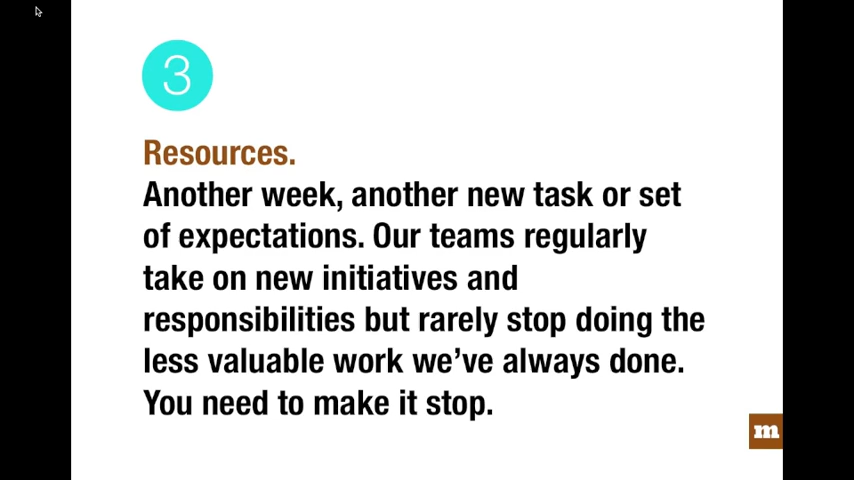 3
Resources.
Another week, another new task or set
of expectations. Our teams regularly
take on new initiatives and
responsibilities but rarely stop doing the
less valuable work we’ve always done.
You need to make it stop.
m